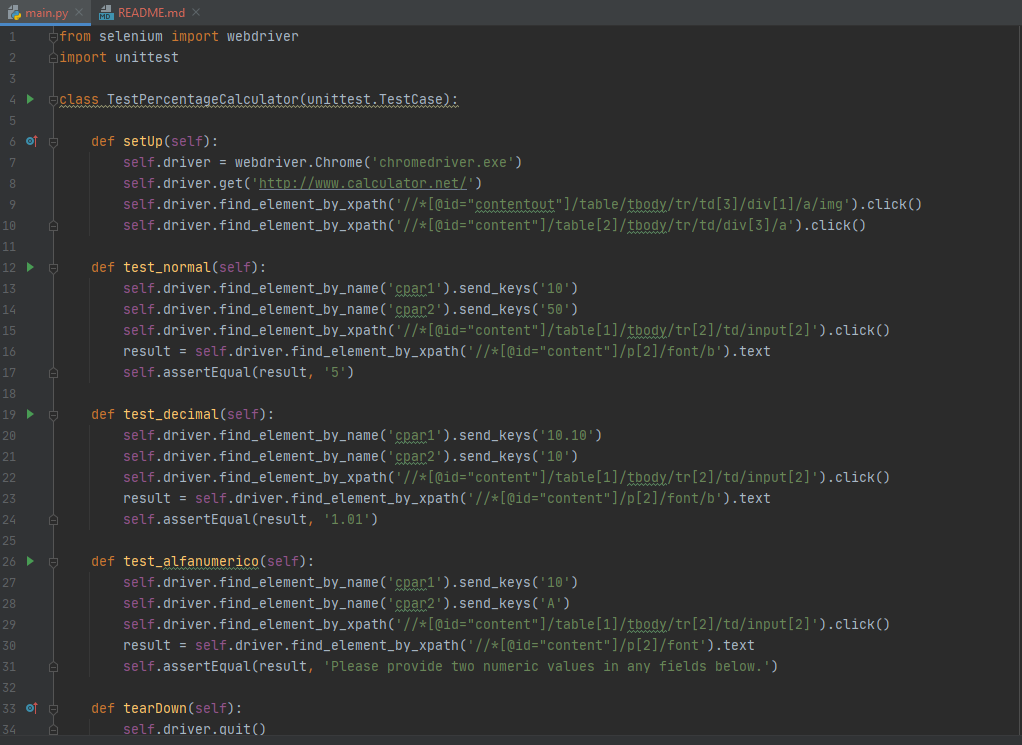 main.py README.md
1 from selenium import webdriver
2 import unittest
3
4 class TestPercentageCalculator(unittest.TestCase):
5
6     def setUp(self):
7         self.driver = webdriver.Chrome('chromedriver.exe')
8         self.driver.get('http://www.calculator.net/')
9         self.driver.find_element_by_xpath('//*[@id="contentout"]/table/tbody/tr/td[3]/div[1]/a/img').click()
10         self.driver.find_element_by_xpath('//*[@id="content"]/table[2]/tbody/tr/td/div[3]/a').click()
11
12     def test_normal(self):
13         self.driver.find_element_by_name('cpar1').send_keys('10')
14         self.driver.find_element_by_name('cpar2').send_keys('50')
15         self.driver.find_element_by_xpath('//*[@id="content"]/table[1]/tbody/tr[2]/td/input[2]').click()
16         result = self.driver.find_element_by_xpath('//*[@id="content"]/p[2]/font/b').text
17         self.assertEqual(result, '5')
18
19     def test_decimal(self):
20         self.driver.find_element_by_name('cpar1').send_keys('10.10')
21         self.driver.find_element_by_name('cpar2').send_keys('10')
22         self.driver.find_element_by_xpath('//*[@id="content"]/table[1]/tbody/tr[2]/td/input[2]').click()
23         result = self.driver.find_element_by_xpath('//*[@id="content"]/p[2]/font/b').text
24         self.assertEqual(result, '1.01')
25
26     def test_alfanumerico(self):
27         self.driver.find_element_by_name('cpar1').send_keys('10')
28         self.driver.find_element_by_name('cpar2').send_keys('A')
29         self.driver.find_element_by_xpath('//*[@id="content"]/table[1]/tbody/tr[2]/td/input[2]').click()
30         result = self.driver.find_element_by_xpath('//*[@id="content"]/p[2]/font').text
31         self.assertEqual(result, 'Please provide two numeric values in any fields below.')
32
33     def tearDown(self):
34         self.driver.quit()